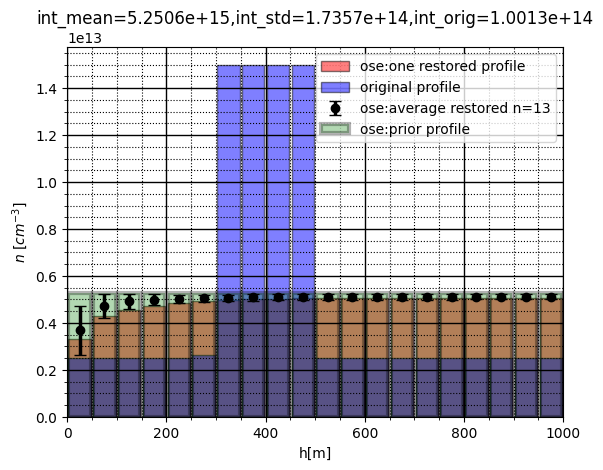 int_mean=5.2506e+15,int_std=1.7357e+14,int_orig=1.0013e+14
1e13
ose:one restored profile
original profile
ose:average restored n=13
ose:prior profile
1.4
1.2
1.0
0.8
0.6
0.4
0.2
0.0
n [cm⁻³]
0 200 400 600 800 1000
h[m]